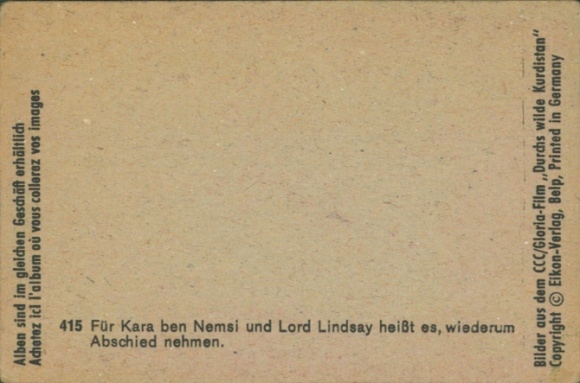 Alben sind im gleichen Geschäft erhältlich
Achetez ici l'album où vous collerez vos images
415 Für Kara ben Nemsi und Lord Lindsay heißt es, wiederum
Abschied nehmen.
Bilder aus dem CCC/Gloria-Film „Durchs wilde Kurdistan"
Copyright © Eikon-Verlag, Belp, Printed in Germany